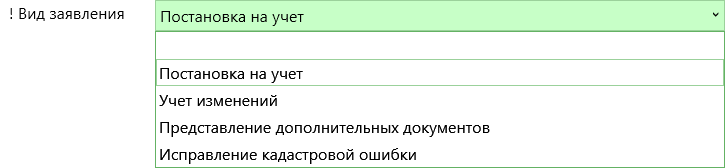 ! Вид заявления Постановка на учет
Постановка на учет
Учет изменений
Представление дополнительных документов
Исправление кадастровой ошибки